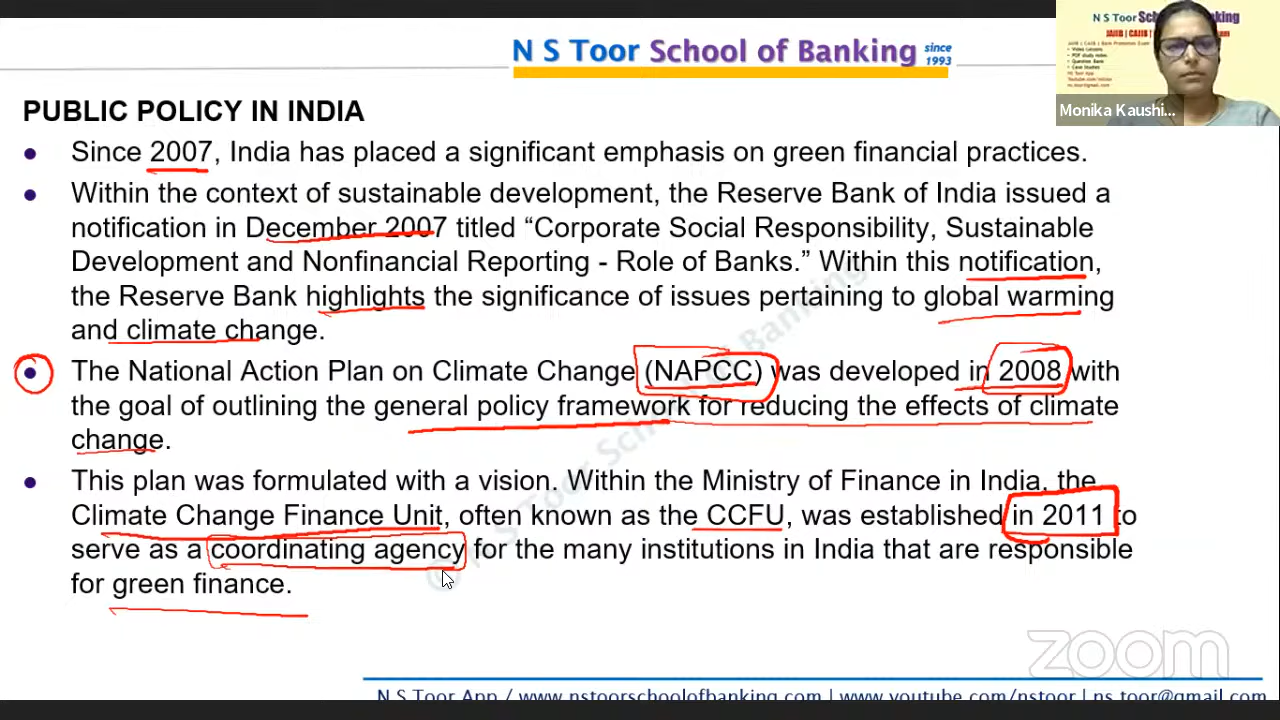 N S Toor School of Banking since 1993
N S Toor School Banking
JAIIB | CAIIB
Monika Kaushi...
PUBLIC POLICY IN INDIA
• Since 2007, India has placed a significant emphasis on green financial practices.
• Within the context of sustainable development, the Reserve Bank of India issued a
notification in December 2007 titled “Corporate Social Responsibility, Sustainable
Development and Nonfinancial Reporting - Role of Banks.” Within this notification,
the Reserve Bank highlights the significance of issues pertaining to global warming
and climate change.
• The National Action Plan on Climate Change (NAPCC) was developed in 2008 with
the goal of outlining the general policy framework for reducing the effects of climate
change.
• This plan was formulated with a vision. Within the Ministry of Finance in India, the
Climate Change Finance Unit, often known as the CCFU, was established in 2011 to
serve as a coordinating agency for the many institutions in India that are responsible
for green finance.
zoom
N S Toor App / www.nstoorschoolofbanking.com | www.youtube.com/nstoor | ns.toor@gmail.com